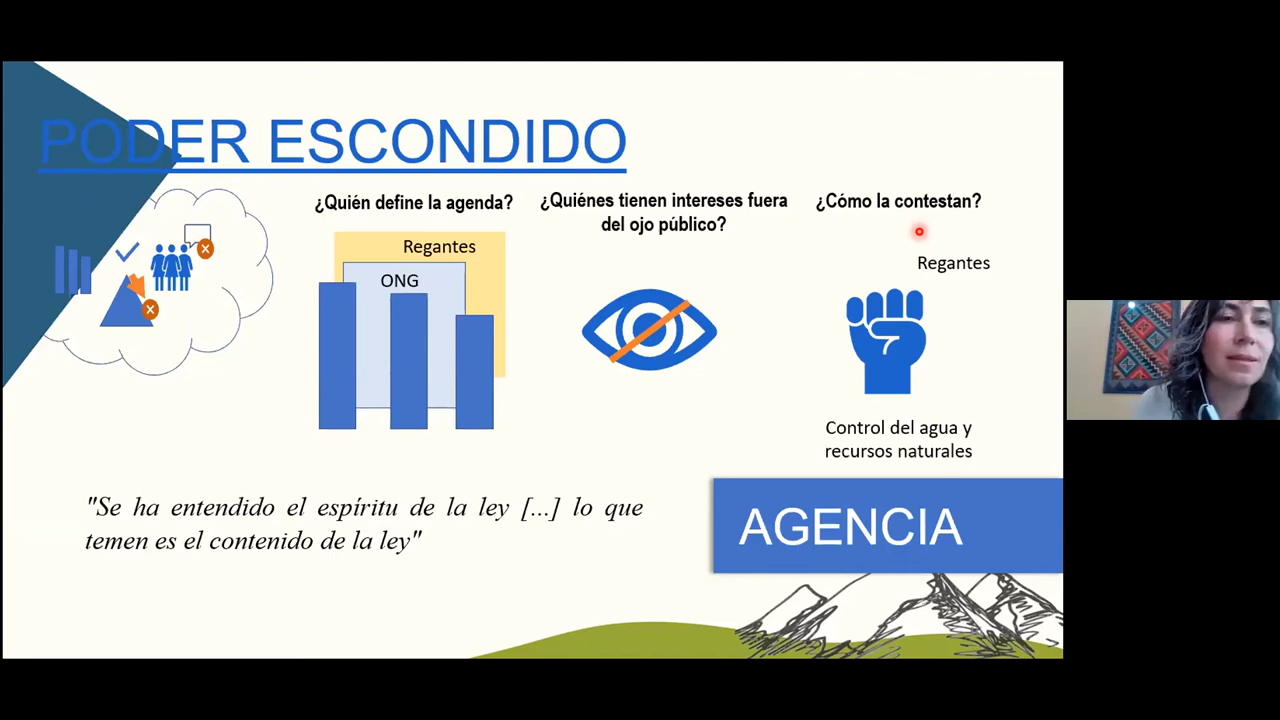 PODER ESCONDIDO
¿Quién define la agenda?
Regantes
ONG
¿Quiénes tienen intereses fuera
del ojo público?
¿Cómo la contestan?
Regantes
Control del agua y
recursos naturales
"Se ha entendido el espíritu de la ley [...] lo que
temen es el contenido de la ley"
AGENCIA